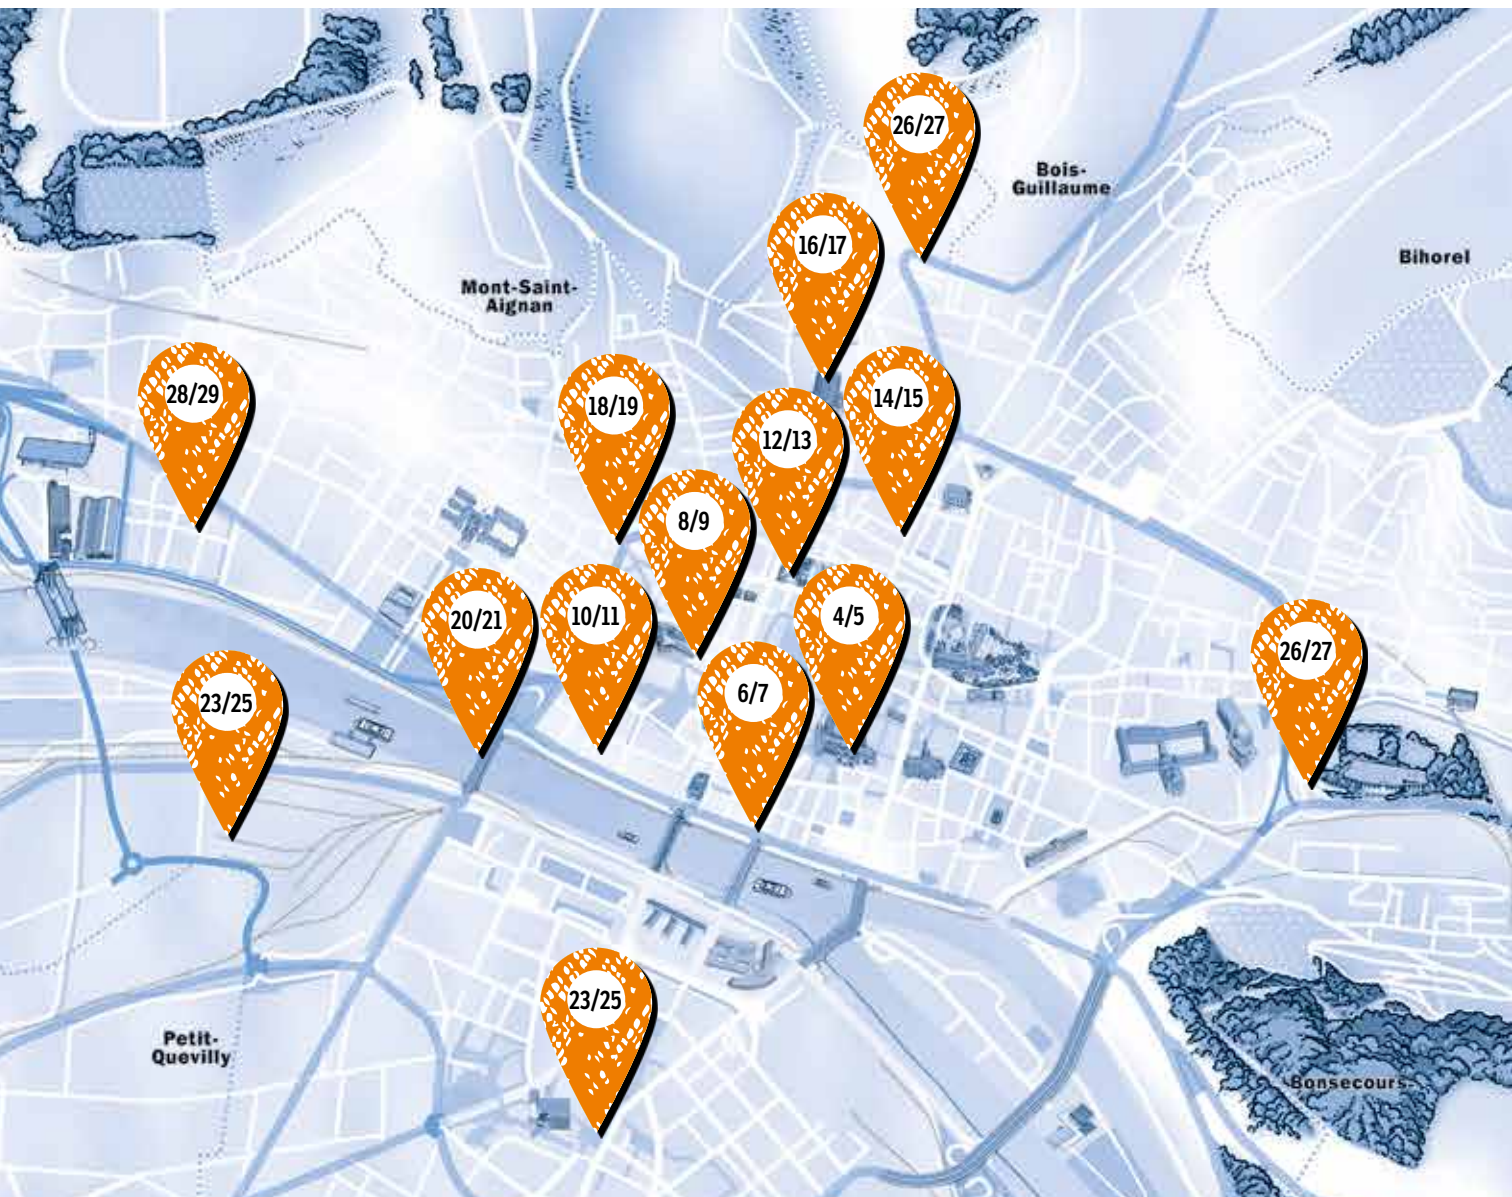 26/27
Bois-
Guillaume
16/17
Bihorel
Mont-Saint-
Aignan
28/29
18/19
14/15
12/13
8/9
20/21
10/11
4/5
26/27
6/7
23/25
23/25
Petit-
Quevilly
Bonsecours